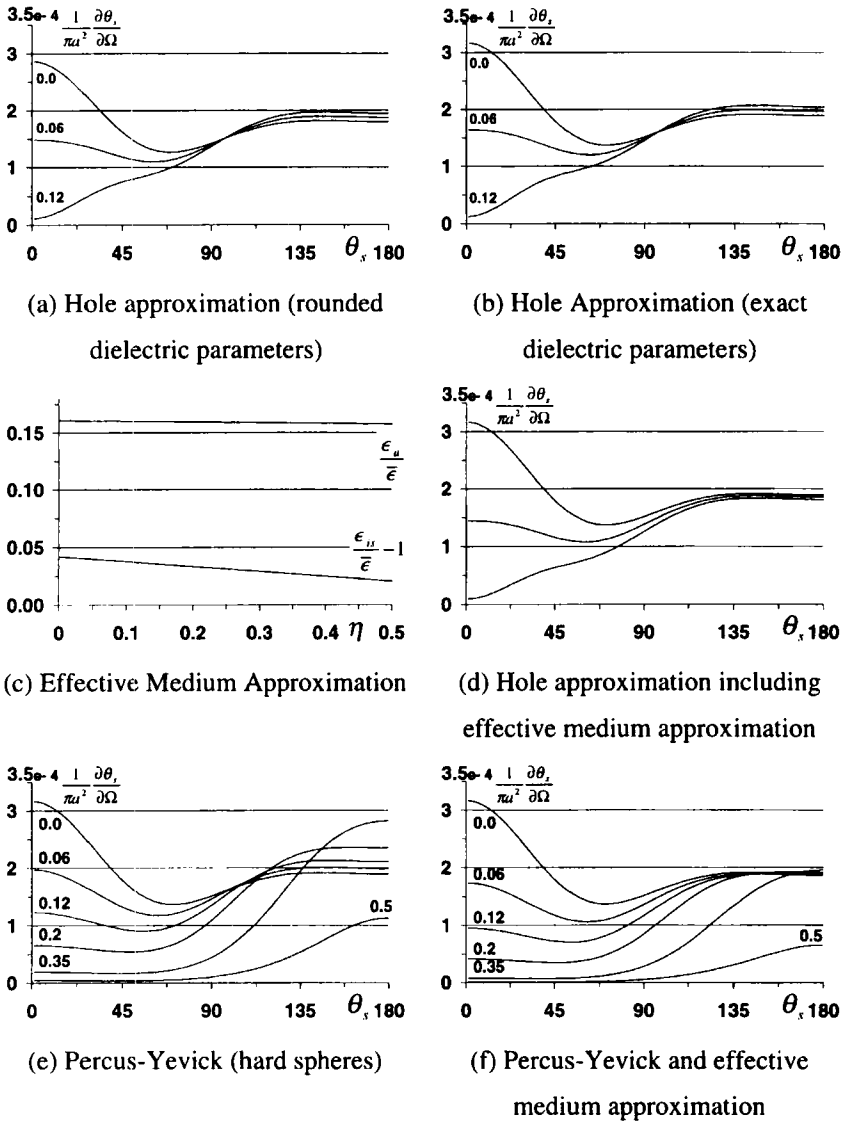 3.5e-4 1/πa² ∂θₛ/∂Ω
3
0.0
2
0.06
1
0.12
0
0 45 90 135 θₛ 180
(a) Hole approximation (rounded
dielectric parameters)
3.5e-4 1/πa² ∂θₛ/∂Ω
3
0.0
2
0.06
1
0.12
0
0 45 90 135 θₛ 180
(b) Hole Approximation (exact
dielectric parameters)
0.15
ϵₐ/ϵ̄
0.10
0.05
ϵᵢₛ/ϵ̄ −1
0.00
0 0.1 0.2 0.3 0.4 η 0.5
(c) Effective Medium Approximation
3.5e-4 1/πa² ∂θₛ/∂Ω
3
2
1
0
0 45 90 135 θₛ 180
(d) Hole approximation including
effective medium approximation
3.5e-4 1/πa² ∂θₛ/∂Ω
3
0.0
2
0.06
0.12
1
0.5
0.2
0.35
0
0 45 90 135 θₛ 180
(e) Percus-Yevick (hard spheres)
3.5e-4 1/πa² ∂θₛ/∂Ω
3
0.0
2
0.06
0.12
1
0.5
0.2
0.35
0
0 45 90 135 θₛ 180
(f) Percus-Yevick and effective
medium approximation